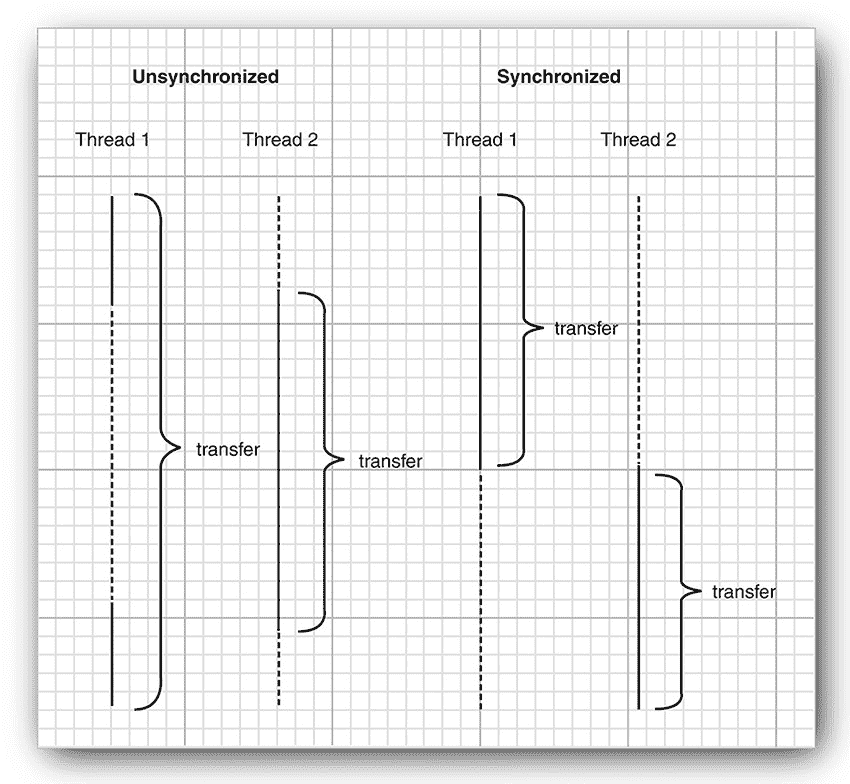 Unsynchronized Synchronized
Thread 1 Thread 2 Thread 1 Thread 2
transfer
transfer
transfer
transfer